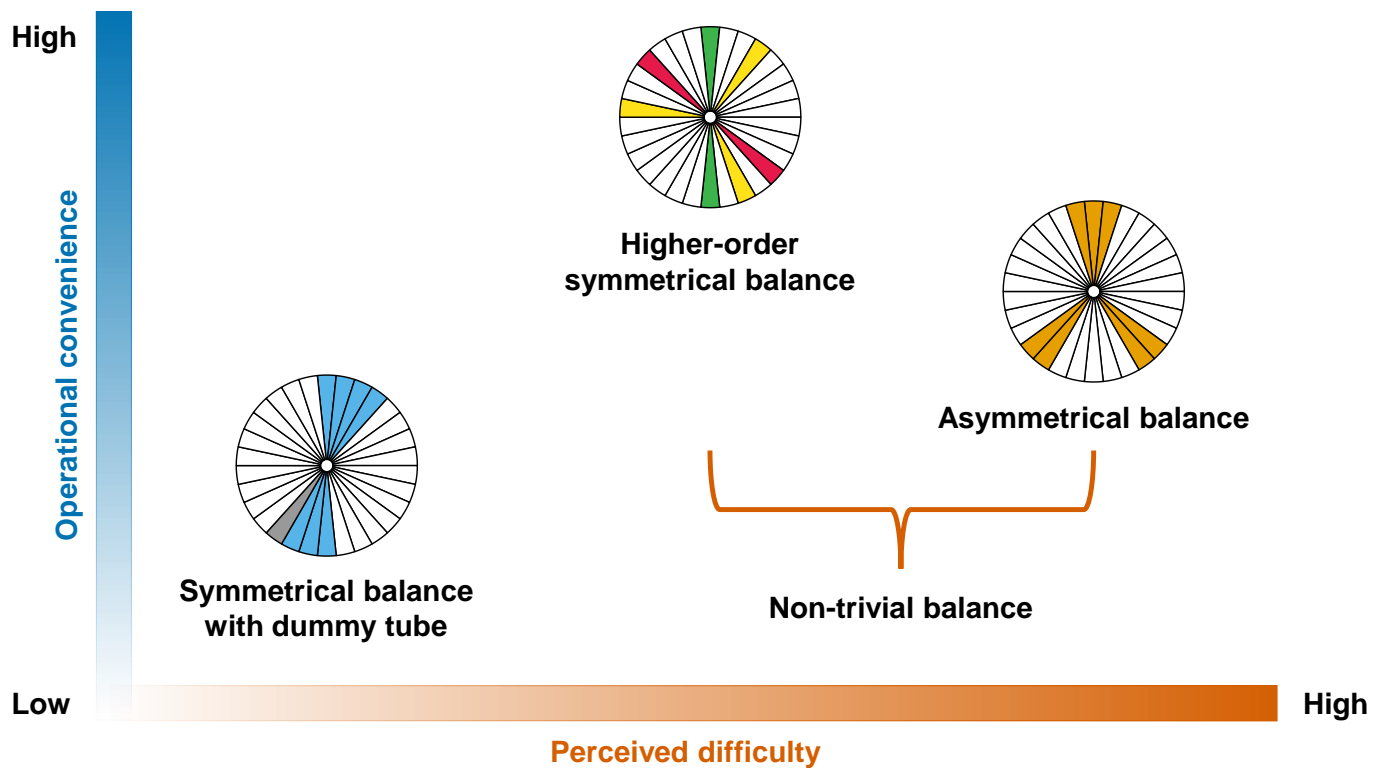 High
Operational convenience
Higher-order
symmetrical balance
Asymmetrical balance
Symmetrical balance
with dummy tube
Non-trivial balance
Low
High
Perceived difficulty